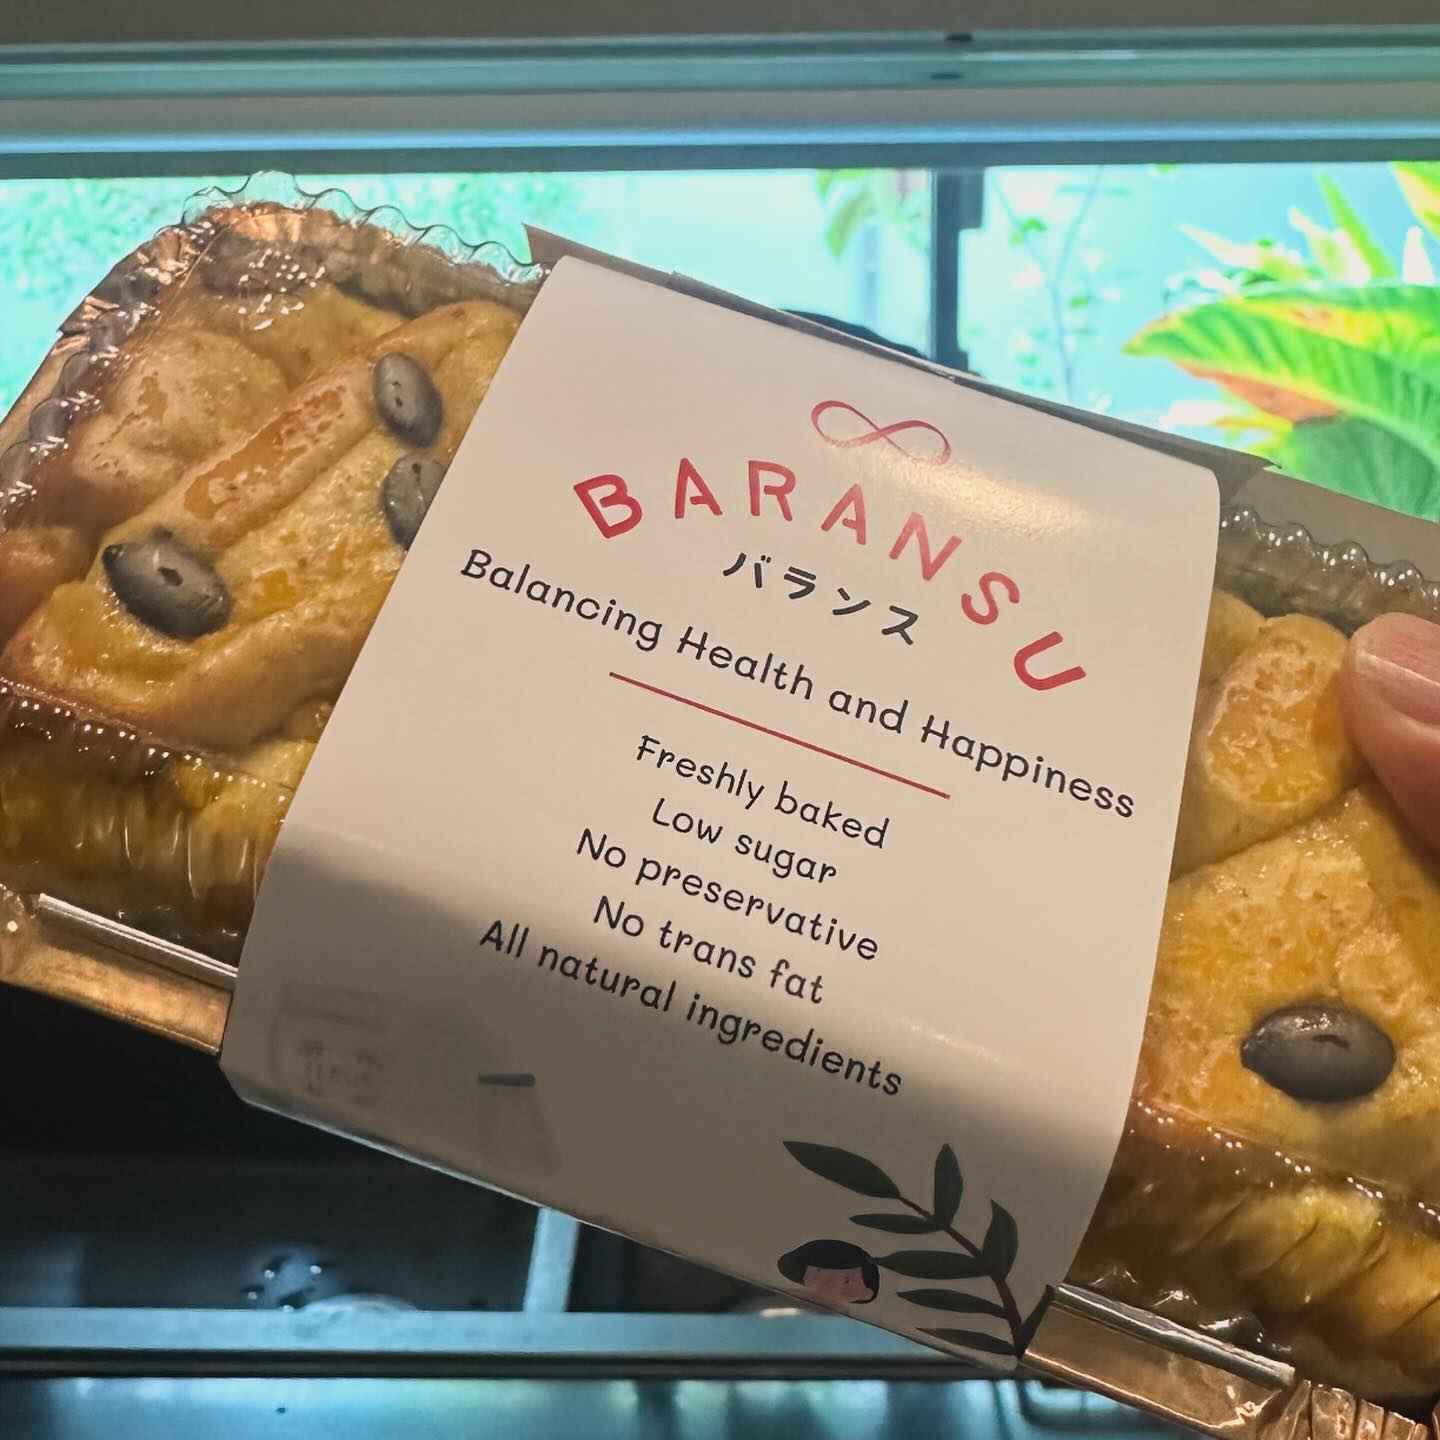 BARANSU
バランス
Balancing Health and Happiness
Freshly baked
Low sugar
No preservative
No trans fat
All natural ingredients